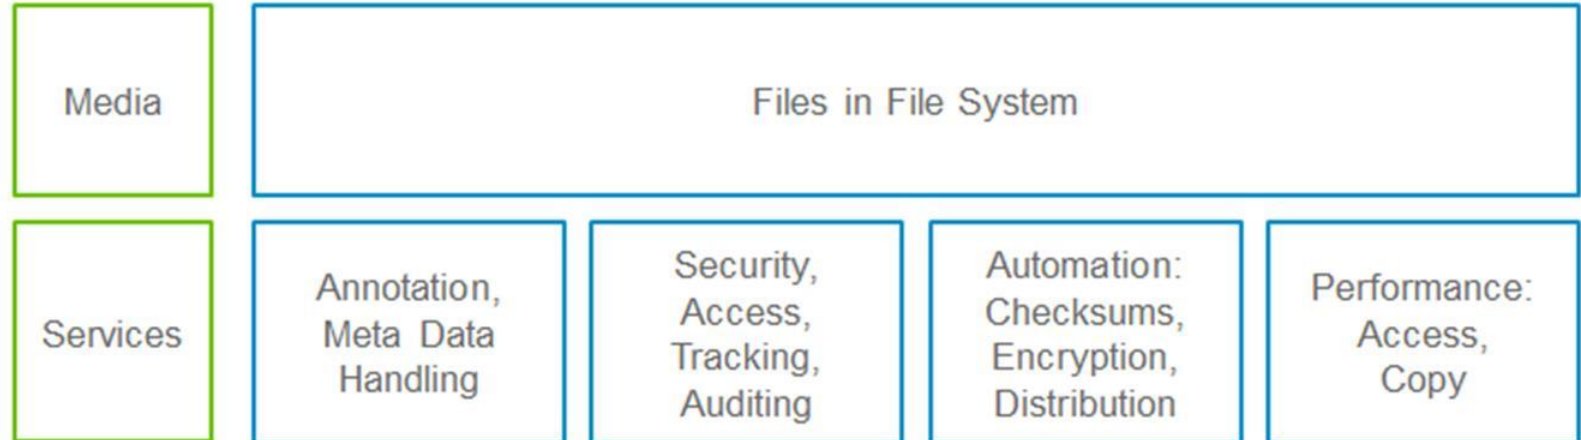 Media
Files in File System
Services
Annotation,
Meta Data
Handling
Security,
Access,
Tracking,
Auditing
Automation:
Checksums,
Encryption,
Distribution
Performance:
Access,
Copy